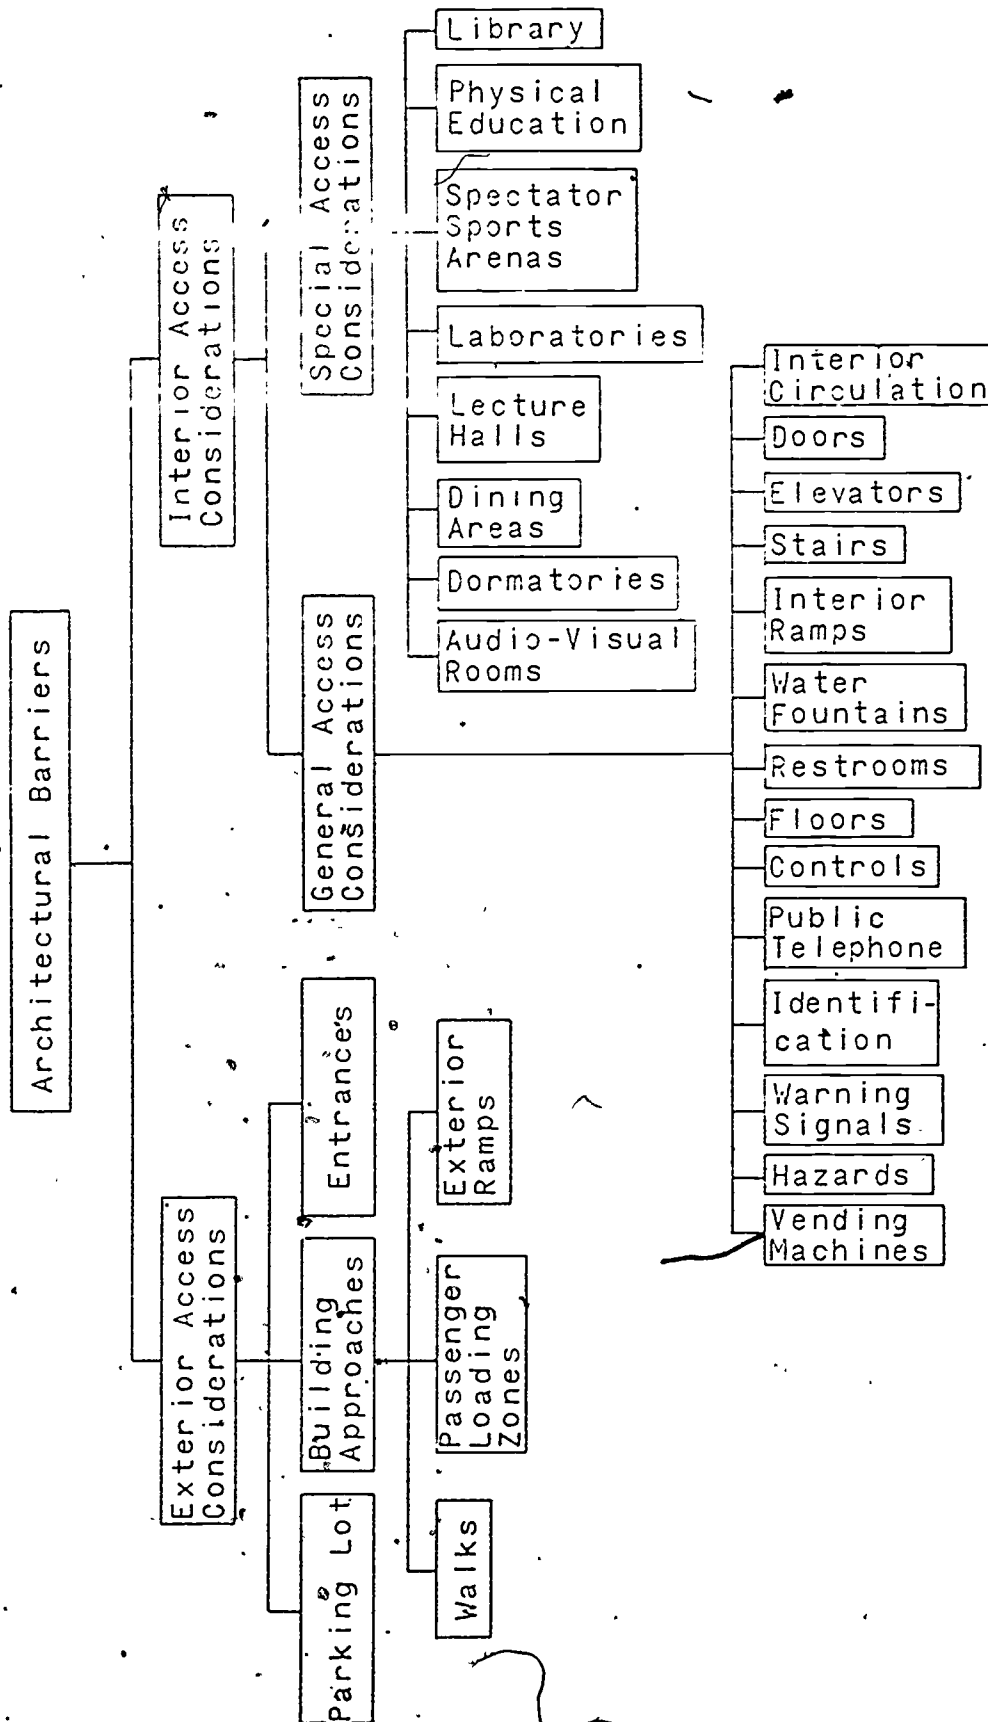 Architectural Barriers
Exterior Access
Considerations
Interior Access
Considerations
Parking Lot
Building
Approaches
Entrance's
General Access
Considerations
Special Access
Considerations
Walks
Passenger
Loading
Zones
Exterior
Ramps
Library
Physical
Education
Spectator
Sports
Arenas
Laboratories
Lecture
Halls
Dining
Areas
Dormatories
Audio-Visual
Rooms
Interior
Circulation
Doors
Elevators
Stairs
Interior
Ramps
Water
Fountains
Restrooms
Floors
Controls
Public
Telephone
Identifi-
cation
Warning
Signals
Hazards
Vending
Machines